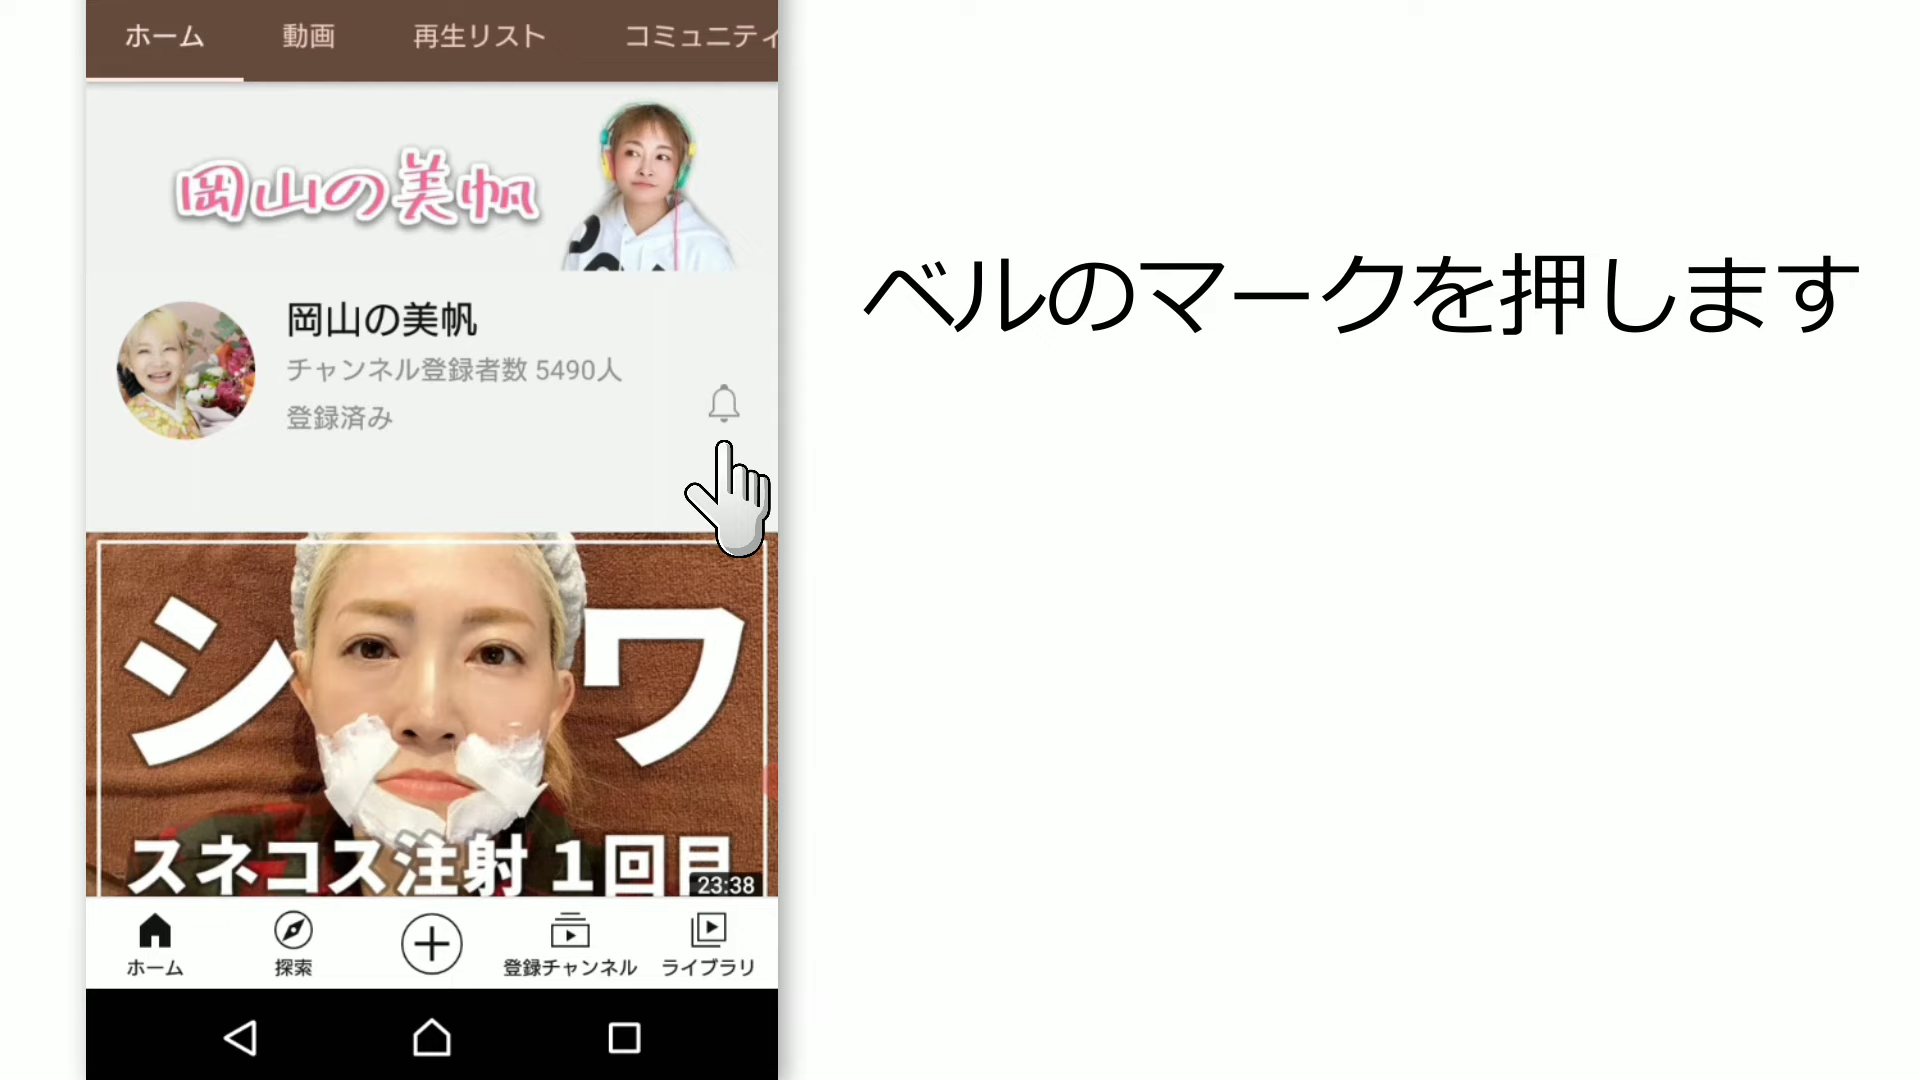 ホーム 動画 再生リスト コミュニティ
岡山の美帆
岡山の美帆
チャンネル登録者数 5490人
登録済み
ベルのマークを押します
シワ
スネコス注射 1回目
23:38
ホーム 探索 登録チャンネル ライブラリ